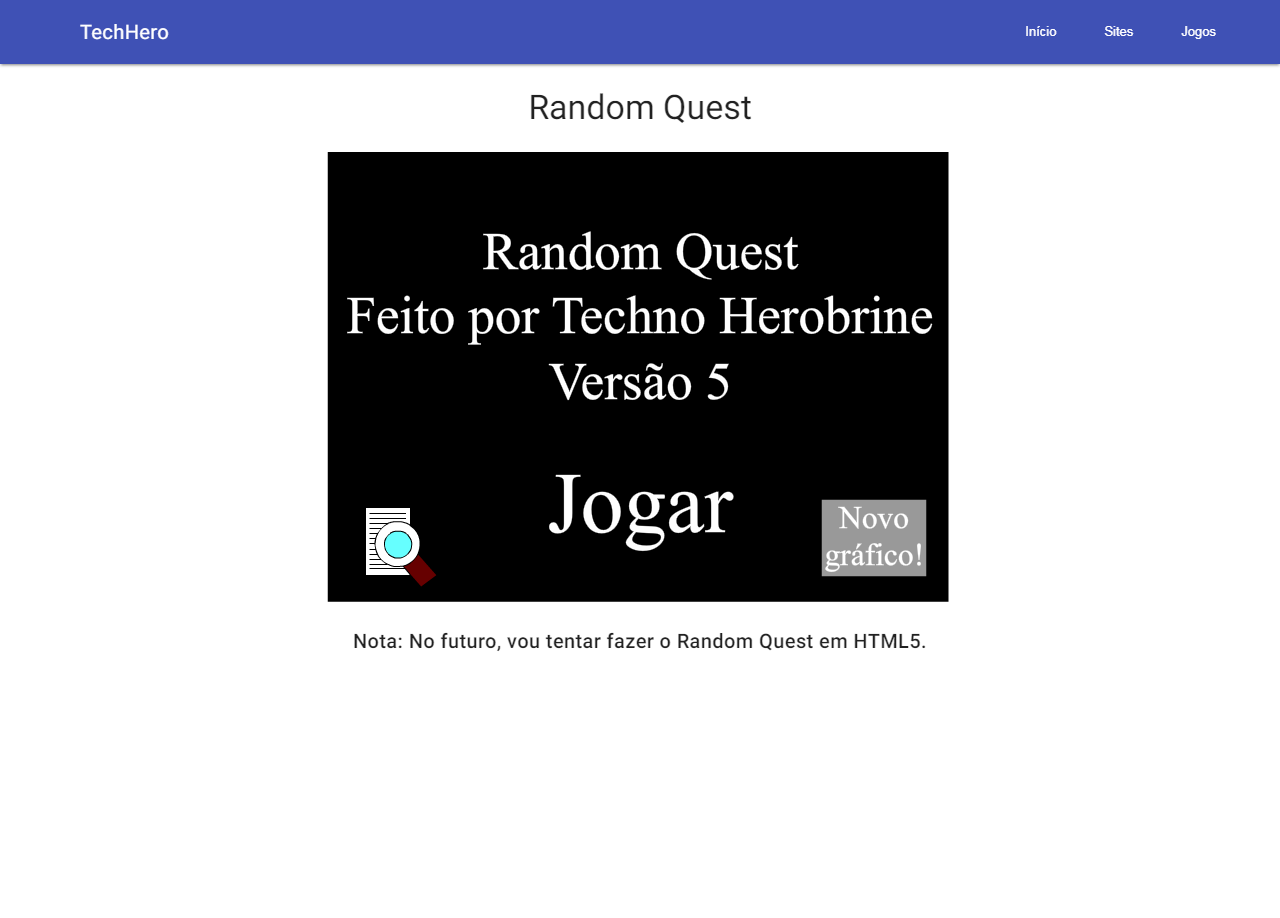 TechHero
Início
Sites
Jogos
Random Quest
Random Quest
Feito por Techno Herobrine
Versão 5
Jogar
Novo
gráfico!
Nota: No futuro, vou tentar fazer o Random Quest em HTML5.